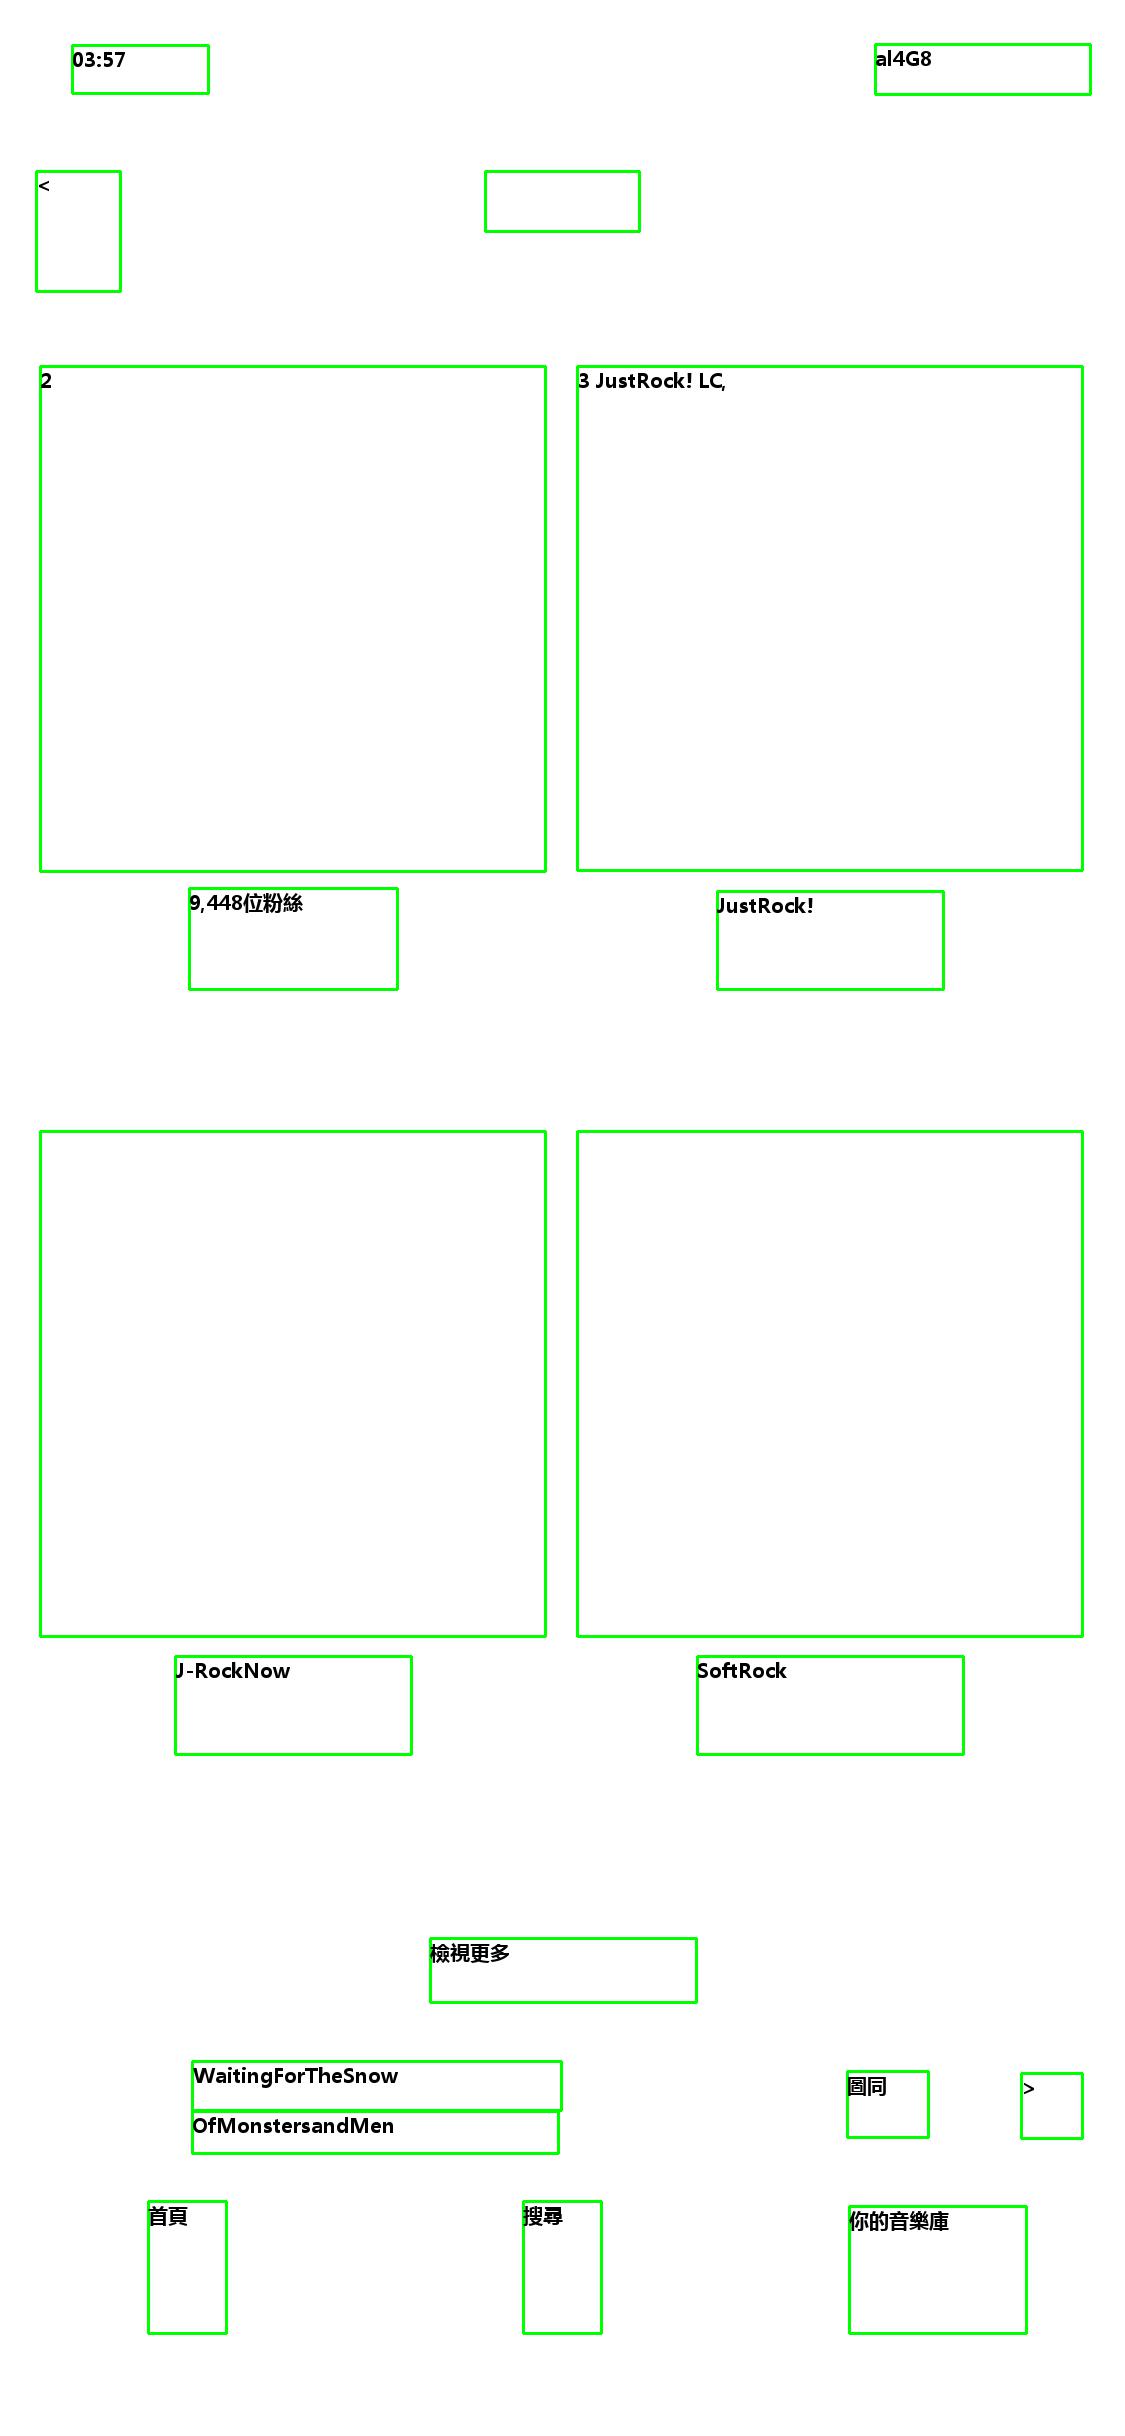 03:57
al4G8
<
2
3 JustRock! LC,
9,448位粉絲
JustRock!
J-RockNow
SoftRock
檢視更多
WaitingForTheSnow
OfMonstersandMen
圖同
>
首頁
搜尋
你的音樂庫